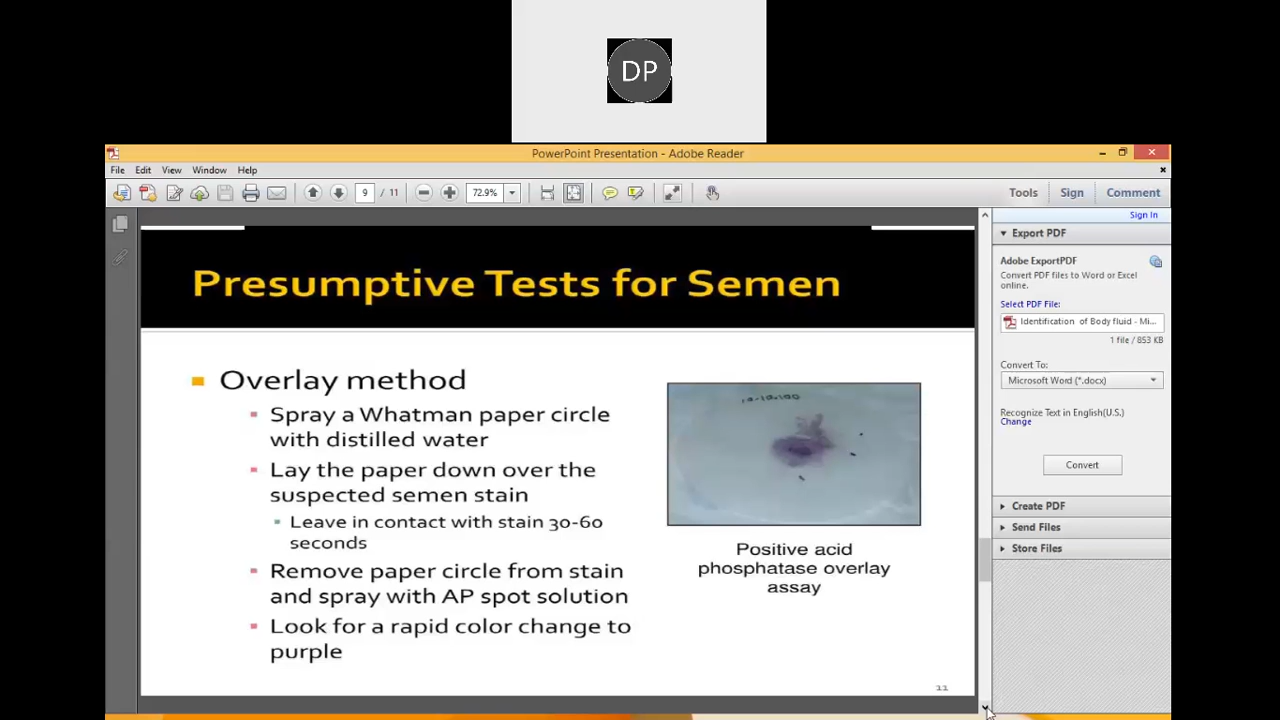 DP
PowerPoint Presentation - Adobe Reader
File Edit View Window Help
9 / 11 72.9% Tools Sign Comment
Sign In
Export PDF
Adobe ExportPDF
Convert PDF files to Word or Excel
online.
Select PDF File:
Identification of Body fluid - Mi...
1 file / 853 KB
Convert To:
Microsoft Word (*.docx)
Recognize Text in English(U.S.)
Change
Convert
Create PDF
Send Files
Store Files
Presumptive Tests for Semen
Overlay method
Spray a Whatman paper circle
with distilled water
Lay the paper down over the
suspected semen stain
Leave in contact with stain 30-60
seconds
Remove paper circle from stain
and spray with AP spot solution
Look for a rapid color change to
purple
Positive acid
phosphatase overlay
assay
11